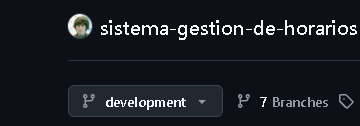 sistema-gestion-de-horarios
development
7 Branches